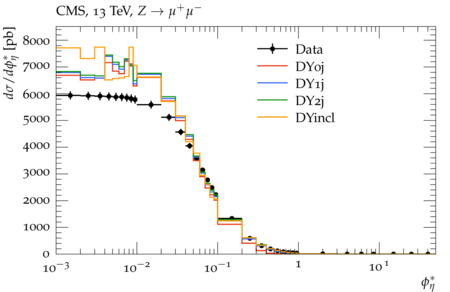 CMS, 13 TeV, Z → μ⁺μ⁻
dσ/dφ*η [pb]
8000
7000
6000
5000
4000
3000
2000
1000
0
Data
DY0j
DY1j
DY2j
DYincl
10⁻³ 10⁻² 10⁻¹ 1 10¹
φ*η